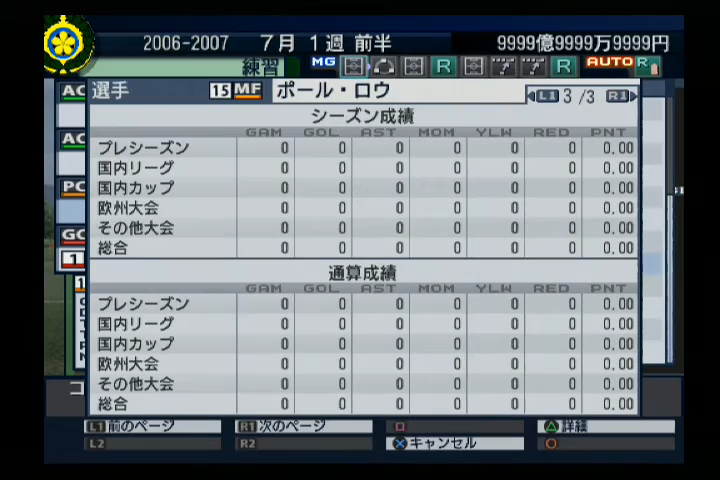 2006-2007 7月 1週 前半 9999億9999万9999円
練習 MG R R AUTO R
選手 15 MF ポール・ロウ L1 3 /3 R1
シーズン成績
GAM GOL AST MOM YLW RED PNT
プレシーズン 0 0 0 0 0 0 0.00
国内リーグ 0 0 0 0 0 0 0.00
国内カップ 0 0 0 0 0 0 0.00
欧州大会 0 0 0 0 0 0 0.00
その他大会 0 0 0 0 0 0 0.00
総合 0 0 0 0 0 0 0.00
通算成績
GAM GOL AST MOM YLW RED PNT
プレシーズン 0 0 0 0 0 0 0.00
国内リーグ 0 0 0 0 0 0 0.00
国内カップ 0 0 0 0 0 0 0.00
欧州大会 0 0 0 0 0 0 0.00
その他大会 0 0 0 0 0 0 0.00
総合 0 0 0 0 0 0 0.00
L1 前のページ R1 次のページ 詳細
L2 R2 キャンセル